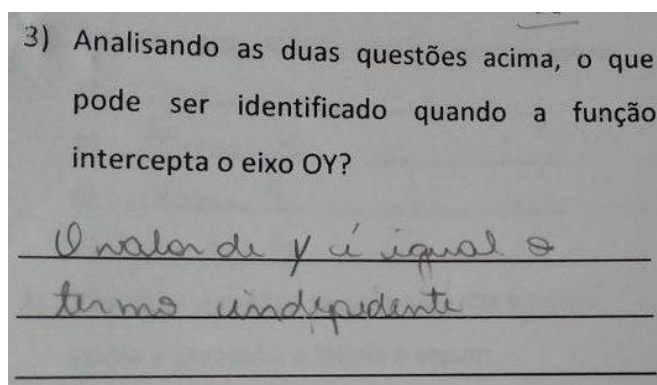 3) Analisando as duas questões acima, o que
pode ser identificado quando a função
intercepta o eixo OY?
O valor de y é igual o
termo indepedente